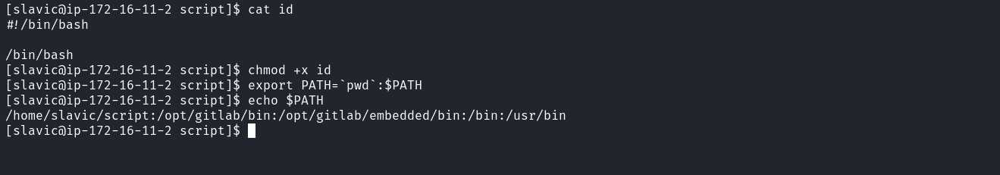 [slavic@ip-172-16-11-2 script]$ cat id
#!/bin/bash
/bin/bash
[slavic@ip-172-16-11-2 script]$ chmod +x id
[slavic@ip-172-16-11-2 script]$ export PATH=`pwd`:$PATH
[slavic@ip-172-16-11-2 script]$ echo $PATH
/home/slavic/script:/opt/gitlab/bin:/opt/gitlab/embedded/bin:/bin:/usr/bin
[slavic@ip-172-16-11-2 script]$